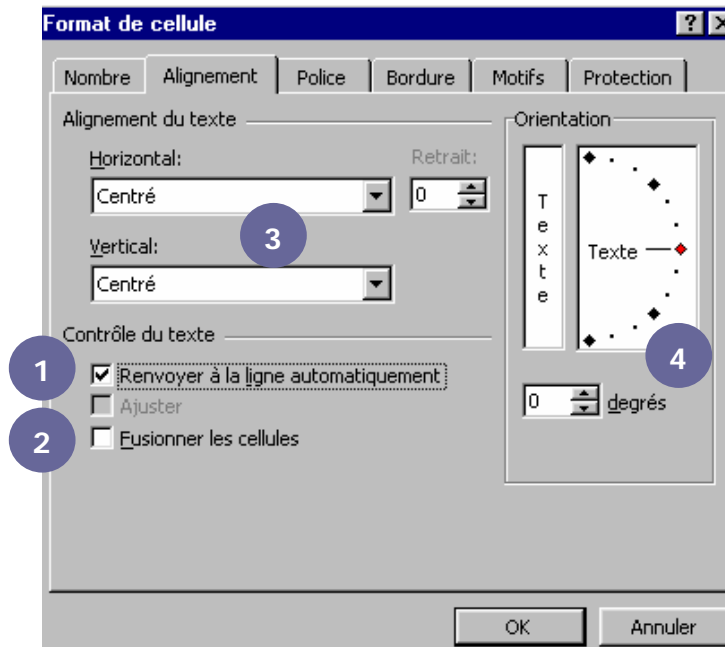 Format de cellule ?
Nombre Alignement Police Bordure Motifs Protection
Alignement du texte
Horizontal: Retrait:
Centré 0
3
Vertical:
Centré
Contrôle du texte
1 Renvoyer à la ligne automatiquement
Ajuster
2 Fusionner les cellules
Orientation
Texte
Texte
4
0 degrés
OK Annuler